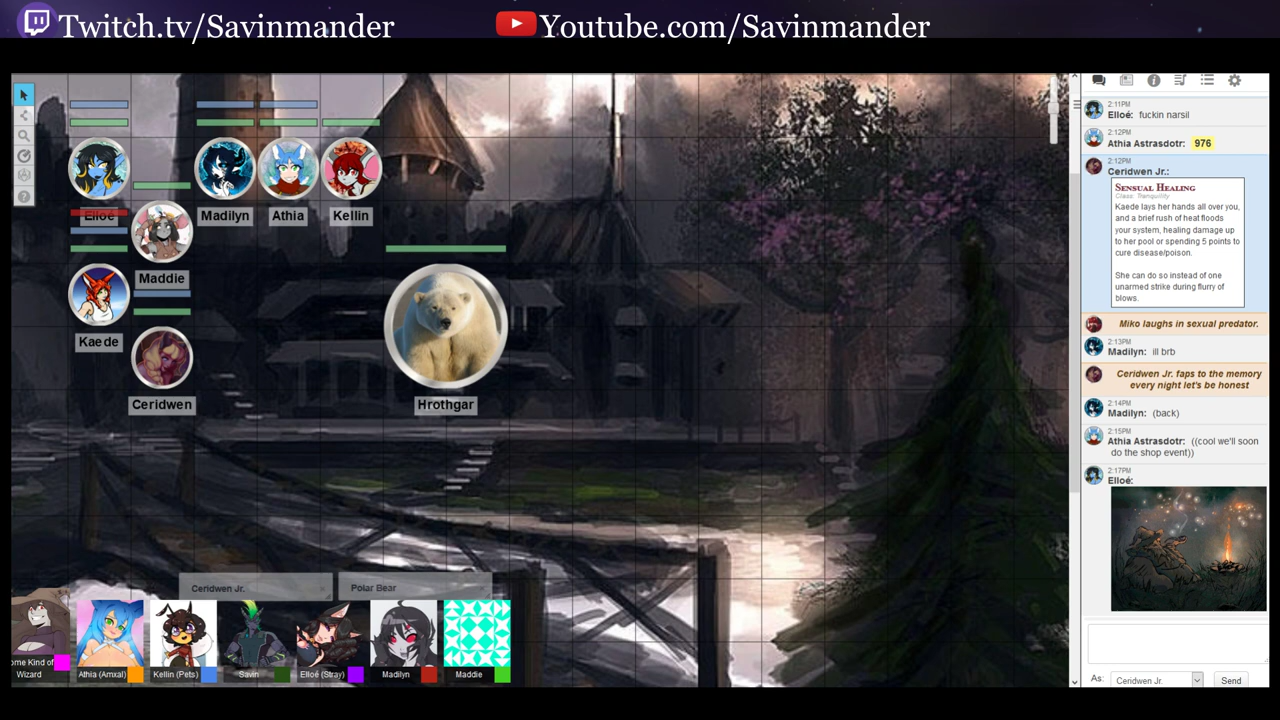 Twitch.tv/Savinmander
Youtube.com/Savinmander
Elloé
Madilyn
Athia
Kellin
Maddie
Kaede
Ceridwen
Hrothgar
Ceridwen Jr.
Polar Bear
ome Kind of
Wizard
Athia (Amxal)
Kellin (Pets)
Savin
Elloé (Stray)
Madilyn
Maddie
2:11PM
Elloé: fuckin narsil
2:12PM
Athia Astrasdotr: 976
2:12PM
Ceridwen Jr.:
Sensual Healing
Class: Tranquility
Kaede lays her hands all over you,
and a brief rush of heat floods
your system, healing damage up
to her pool or spending 5 points to
cure disease/poison.
She can do so instead of one
unarmed strike during flurry of
blows.
Miko laughs in sexual predator.
2:13PM
Madilyn: ill brb
Ceridwen Jr. faps to the memory
every night let's be honest
2:14PM
Madilyn: (back)
2:15PM
Athia Astrasdotr: ((cool we'll soon
do the shop event))
2:17PM
Elloé:
As: Ceridwen Jr. Send